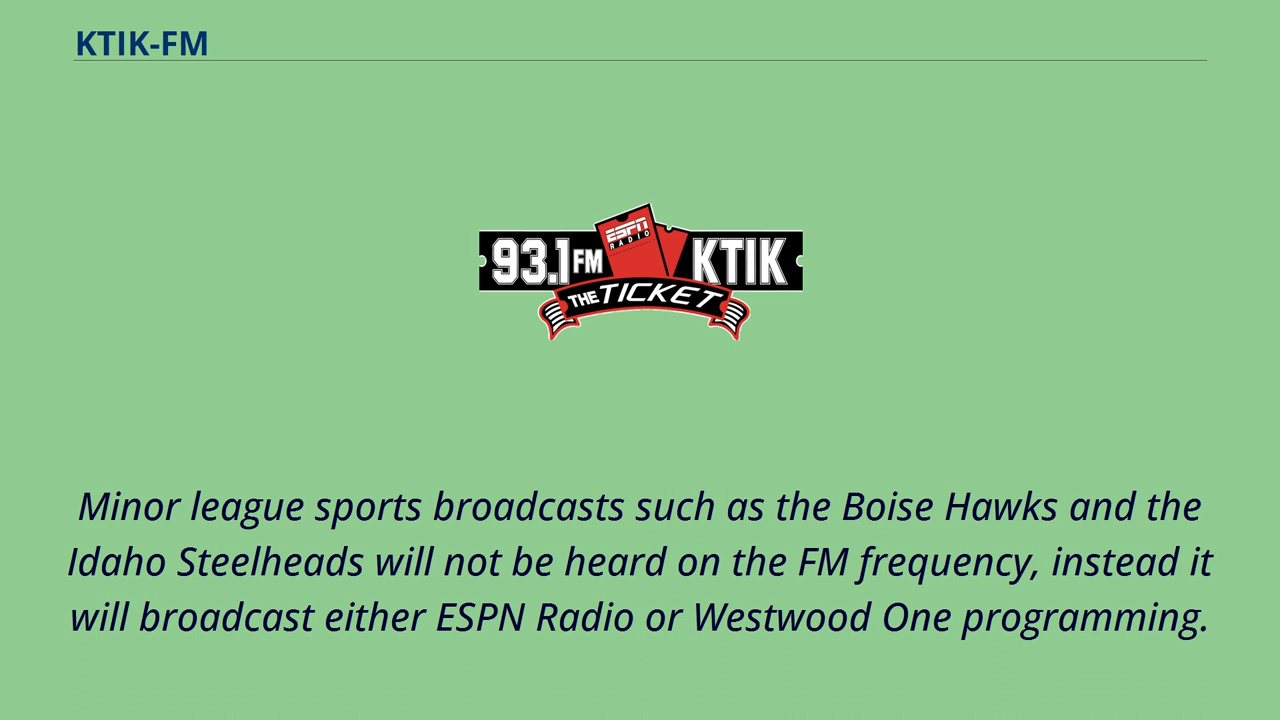 KTIK-FM
ESPN
RADIO
93.1FM KTIK
THE TICKET
Minor league sports broadcasts such as the Boise Hawks and the
Idaho Steelheads will not be heard on the FM frequency, instead it
will broadcast either ESPN Radio or Westwood One programming.